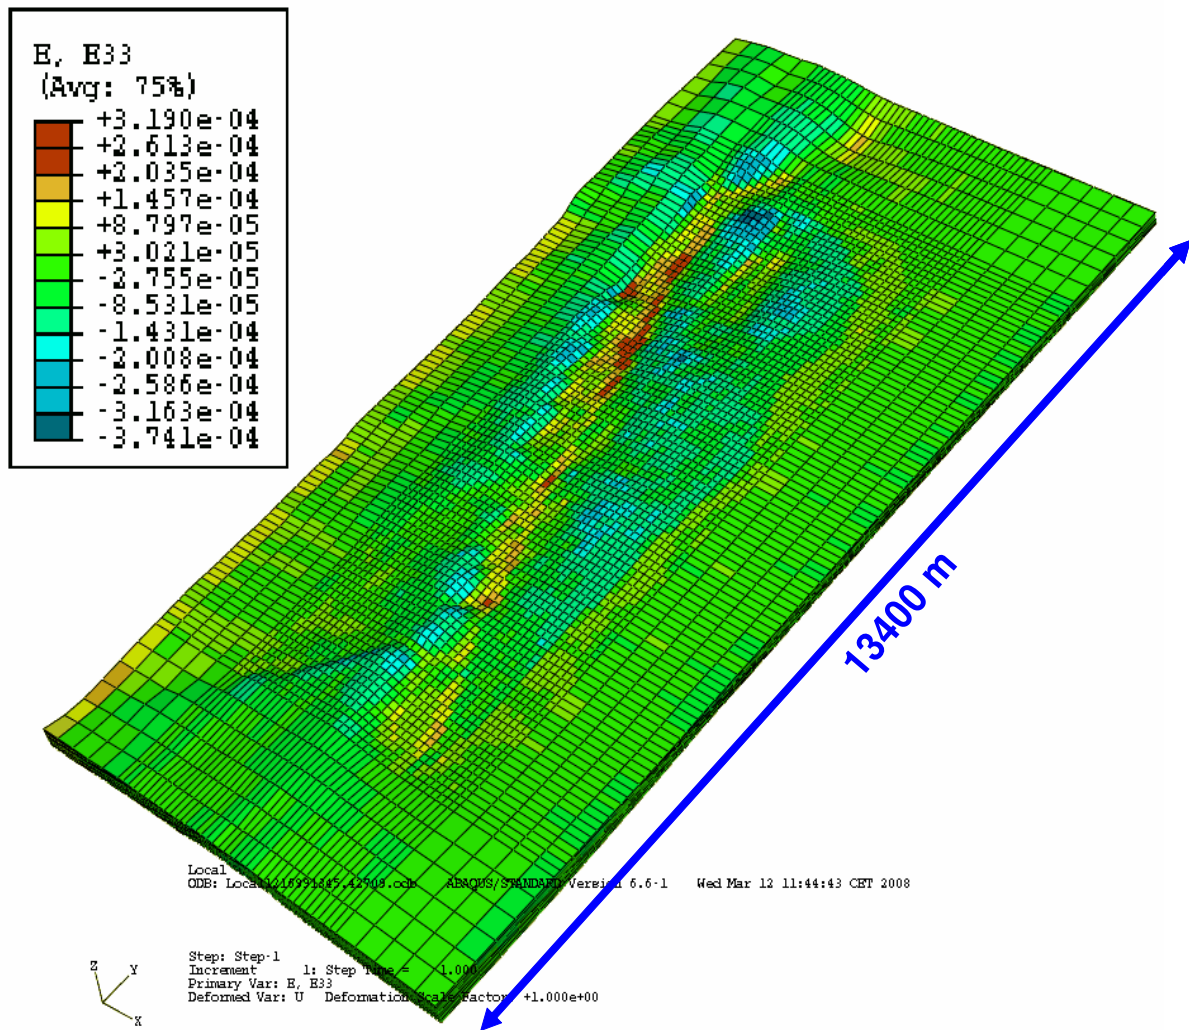 E, E33
(Avg: 75%)
+3.190e-04
+2.613e-04
+2.035e-04
+1.457e-04
+8.797e-05
+3.021e-05
-2.755e-05
-8.531e-05
-1.431e-04
-2.008e-04
-2.586e-04
-3.163e-04
-3.741e-04
13400 m
Local
ABAQUS/STANDARD Version 6.6-1 Wed Mar 12 11:44:43 CET 2008
Step: Step-1
Increment 1: Step Time = 1.000
Primary Var: E, E33
Deformed Var: U Deformation Scale Factor +1.000e+00
Z
Y
X